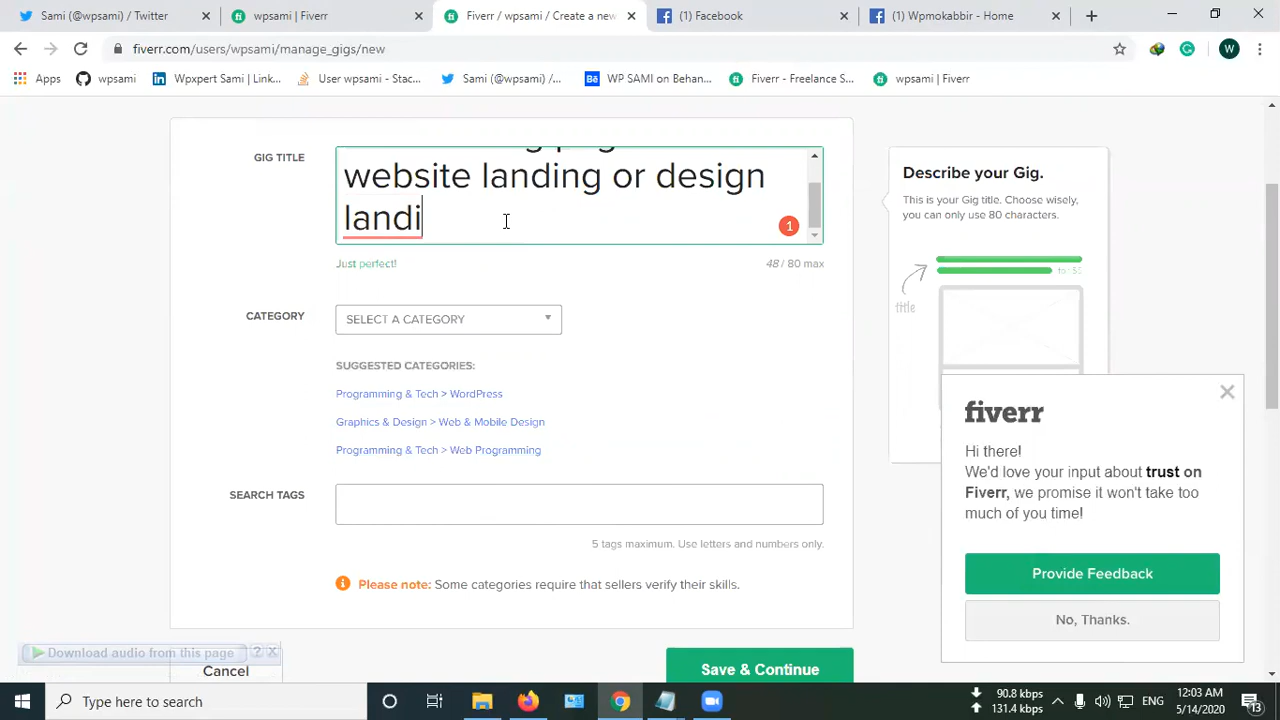 Sami (@wpsami) / Twitter
wpsami | Fiverr
Fiverr / wpsami / Create a new
(1) Facebook
(1) Wpmokabbir - Home
fiverr.com/users/wpsami/manage_gigs/new
W
Apps
wpsami
Wpxpert Sami | Link...
User wpsami - Stac...
Sami (@wpsami) /...
WP SAMI on Behan...
Fiverr - Freelance S...
wpsami | Fiverr
GIG TITLE
website landing or design
landi
1
Just perfect!
48 / 80 max
Describe your Gig.
This is your Gig title. Choose wisely,
you can only use 80 characters.
title
CATEGORY
SELECT A CATEGORY
SUGGESTED CATEGORIES:
Programming & Tech > WordPress
Graphics & Design > Web & Mobile Design
Programming & Tech > Web Programming
SEARCH TAGS
5 tags maximum. Use letters and numbers only.
Please note: Some categories require that sellers verify their skills.
fiverr
Hi there!
We'd love your input about trust on
Fiverr, we promise it won't take too
much of you time!
Provide Feedback
No, Thanks.
Download audio from this page
? x
Cancel
Save & Continue
Type here to search
90.8 kbps
131.4 kbps
ENG
12:03 AM
5/14/2020
13